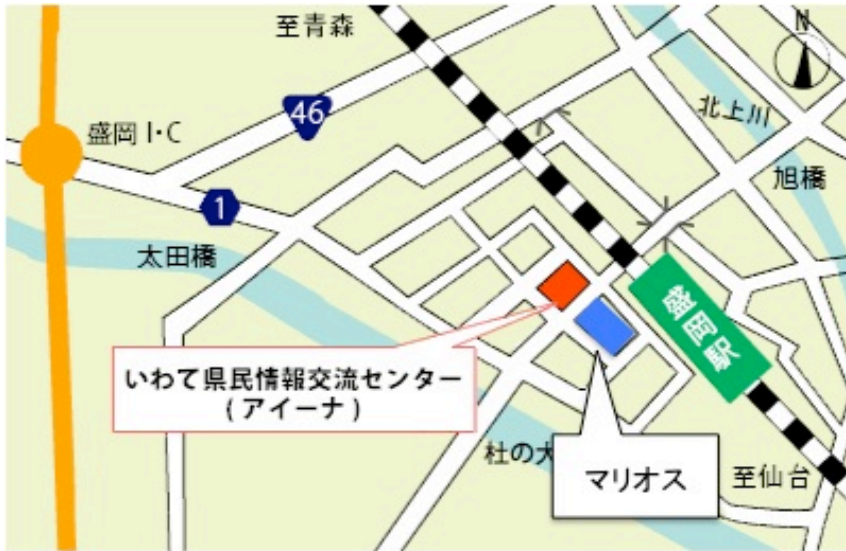 至青森
N
46
盛岡I・C
北上川
旭橋
1
太田橋
盛岡駅
いわて県民情報交流センター
(アイーナ)
杜の大
マリオス
至仙台